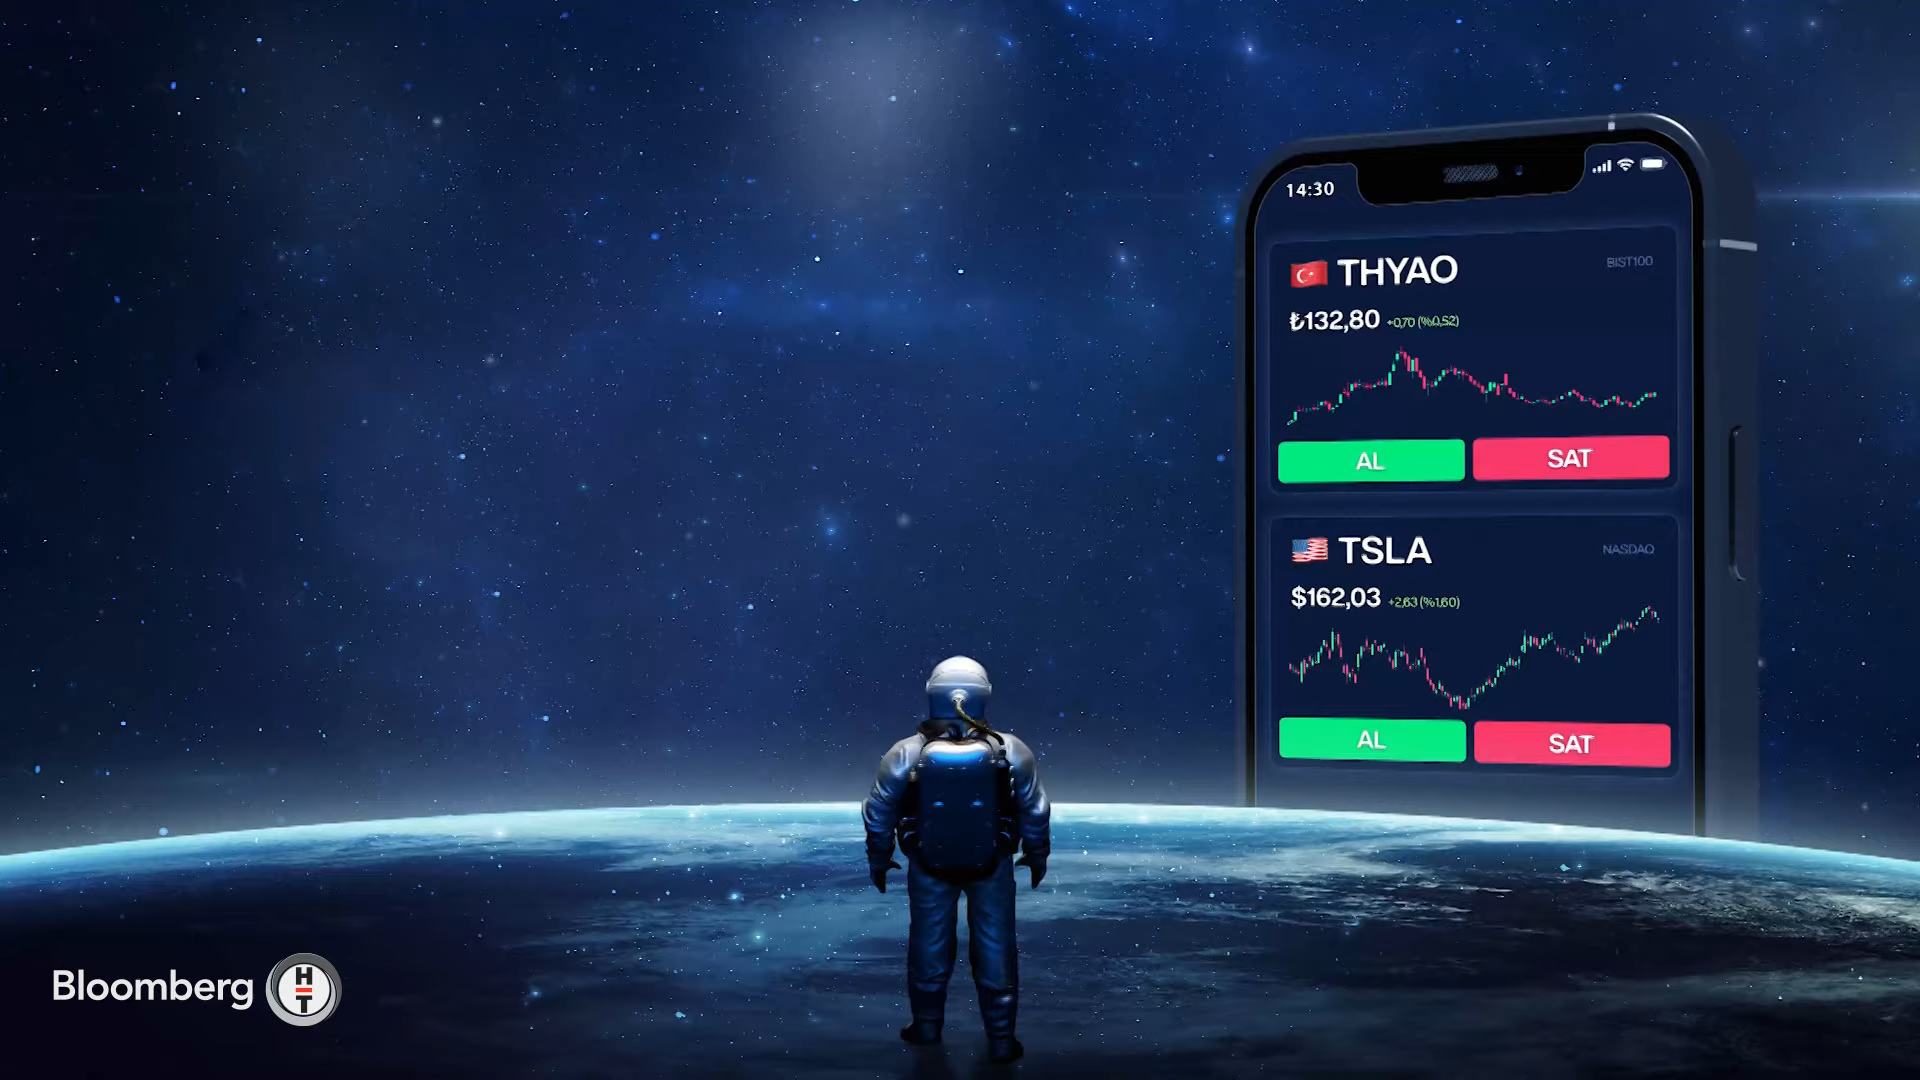 14:30
THYAO
BIST100
₺132,80 +0,70 (%0,52)
AL
SAT
TSLA
NASDAQ
$162,03 +2,63 (%1,60)
AL
SAT
Bloomberg HT